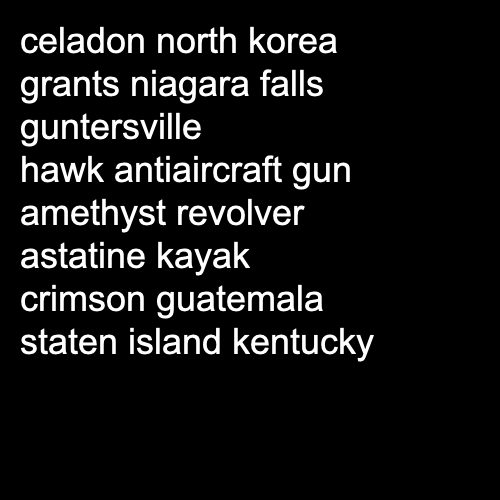 celadon north korea
grants niagara falls
guntersville
hawk antiaircraft gun
amethyst revolver
astatine kayak
crimson guatemala
staten island kentucky